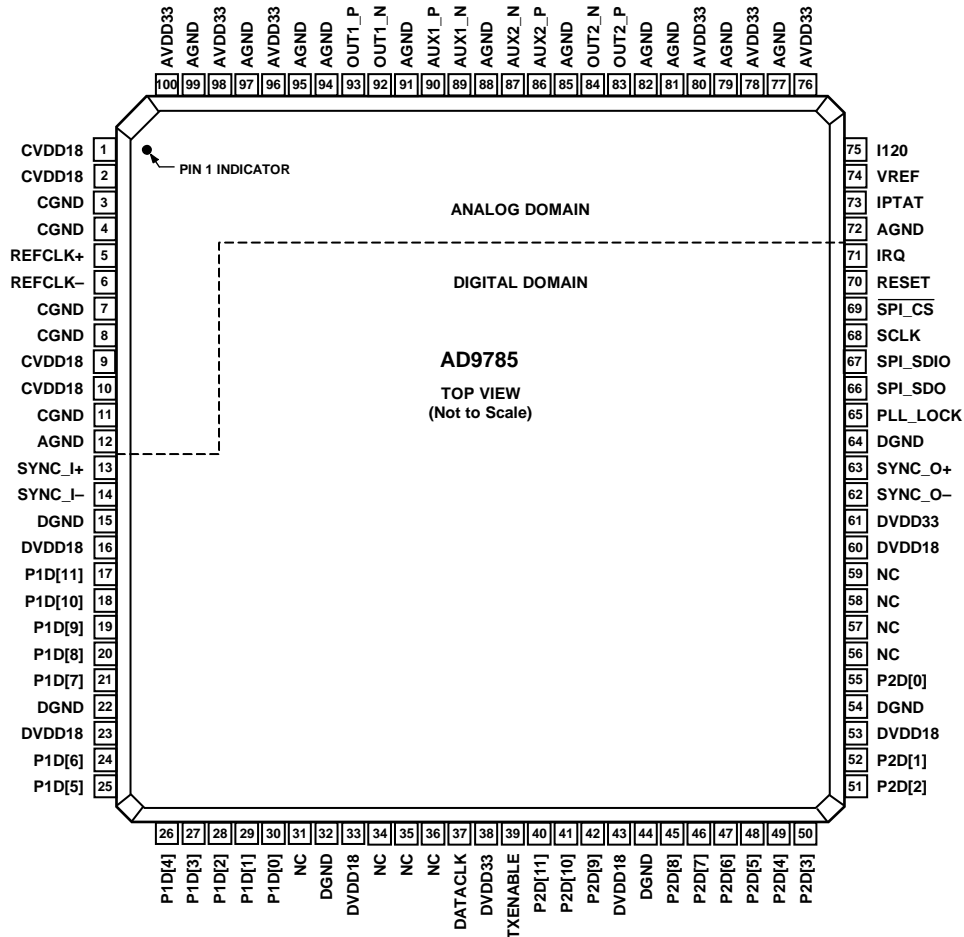 AVDD33
AGND
AVDD33
AGND
AVDD33
AGND
AGND
OUT1_P
OUT1_N
AGND
AUX1_P
AUX1_N
AGND
AUX2_N
AUX2_P
AGND
OUT2_N
OUT2_P
AGND
AGND
AVDD33
AGND
AVDD33
AGND
AVDD33
100 99 98 97 96 95 94 93 92 91 90 89 88 87 86 85 84 83 82 81 80 79 78 77 76
CVDD18 1
CVDD18 2
CGND 3
CGND 4
REFCLK+ 5
REFCLK– 6
CGND 7
CGND 8
CVDD18 9
CVDD18 10
CGND 11
AGND 12
SYNC_I+ 13
SYNC_I– 14
DGND 15
DVDD18 16
P1D[11] 17
P1D[10] 18
P1D[9] 19
P1D[8] 20
P1D[7] 21
DGND 22
DVDD18 23
P1D[6] 24
P1D[5] 25
PIN 1 INDICATOR
ANALOG DOMAIN
DIGITAL DOMAIN
AD9785
TOP VIEW
(Not to Scale)
75 I120
74 VREF
73 IPTAT
72 AGND
71 IRQ
70 RESET
69 SPI_CS
68 SCLK
67 SPI_SDIO
66 SPI_SDO
65 PLL_LOCK
64 DGND
63 SYNC_O+
62 SYNC_O–
61 DVDD33
60 DVDD18
59 NC
58 NC
57 NC
56 NC
55 P2D[0]
54 DGND
53 DVDD18
52 P2D[1]
51 P2D[2]
26 27 28 29 30 31 32 33 34 35 36 37 38 39 40 41 42 43 44 45 46 47 48 49 50
P1D[4]
P1D[3]
P1D[2]
P1D[1]
P1D[0]
NC
DGND
DVDD18
NC
NC
NC
DATACLK
DVDD33
TXENABLE
P2D[11]
P2D[10]
P2D[9]
DVDD18
DGND
P2D[8]
P2D[7]
P2D[6]
P2D[5]
P2D[4]
P2D[3]